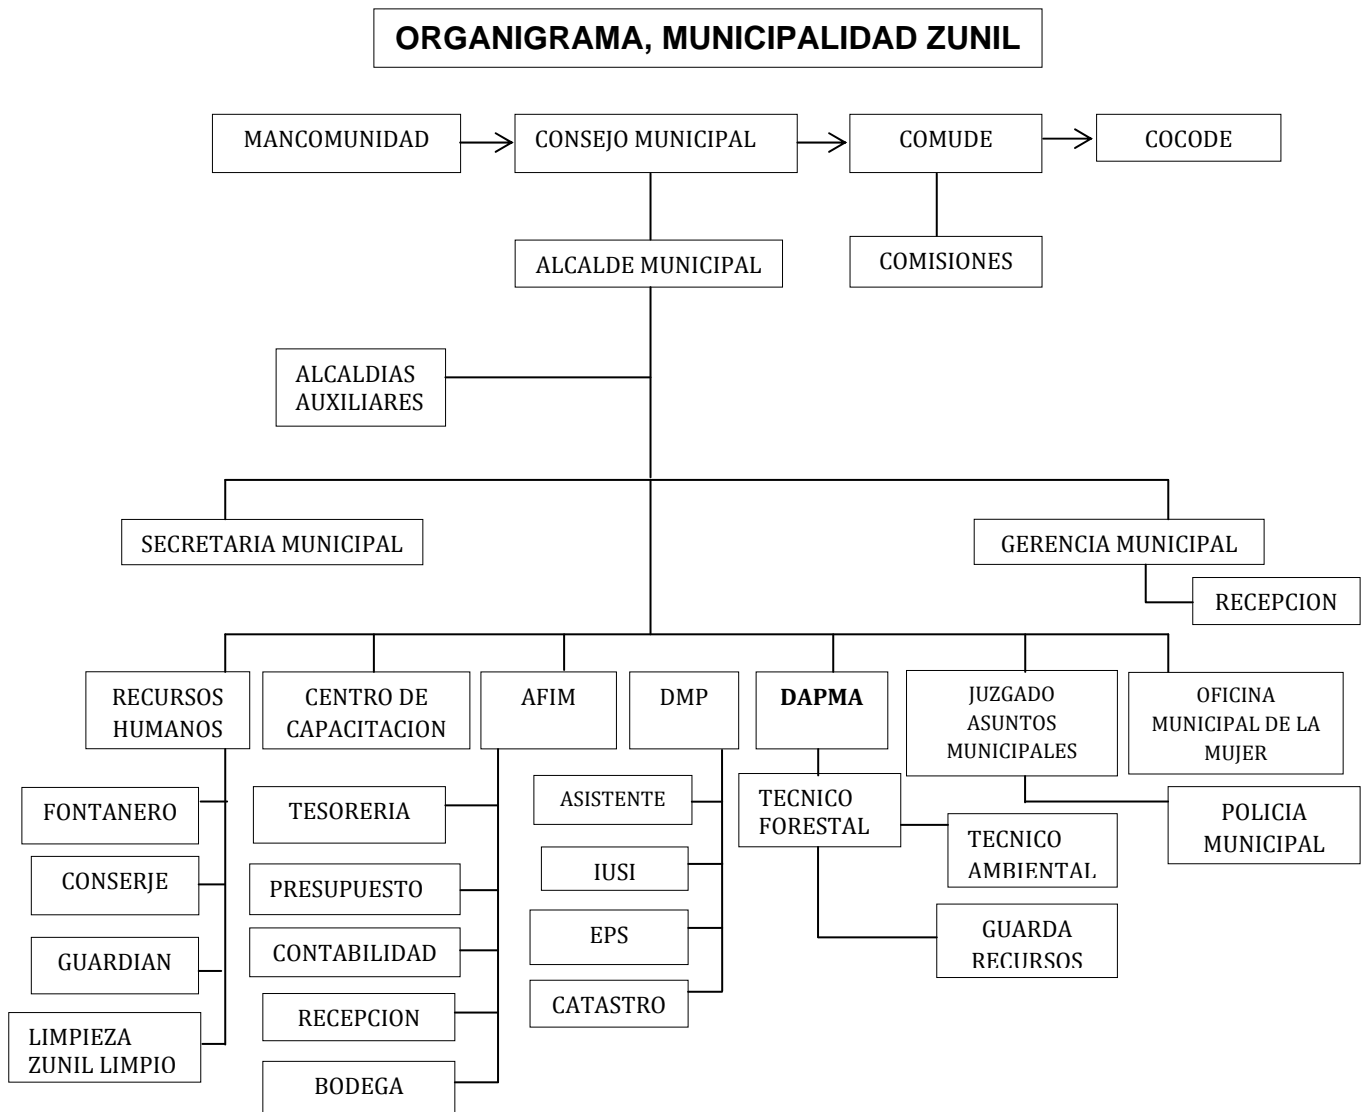 ORGANIGRAMA, MUNICIPALIDAD ZUNIL
MANCOMUNIDAD
CONSEJO MUNICIPAL
COMUDE
COCODE
ALCALDE MUNICIPAL
COMISIONES
ALCALDIAS
AUXILIARES
SECRETARIA MUNICIPAL
GERENCIA MUNICIPAL
RECEPCION
RECURSOS
HUMANOS
CENTRO DE
CAPACITACION
AFIM
DMP
DAPMA
JUZGADO
ASUNTOS
MUNICIPALES
OFICINA
MUNICIPAL DE LA
MUJER
FONTANERO
CONSERJE
GUARDIAN
LIMPIEZA
ZUNIL LIMPIO
TESORERIA
PRESUPUESTO
CONTABILIDAD
RECEPCION
BODEGA
ASISTENTE
IUSI
EPS
CATASTRO
TECNICO
FORESTAL
TECNICO
AMBIENTAL
GUARDA
RECURSOS
POLICIA
MUNICIPAL